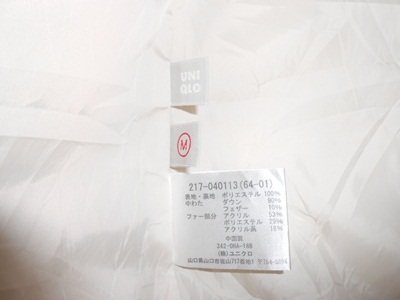 UNI
QLO
M
217-040113(64-01)
表地・裏地 ポリエステル 100%
中わた ダウン 90%
フェザー 10%
ファー部分 アクリル 53%
ポリエステル
アクリル系
中国製
(株)ユニクロ